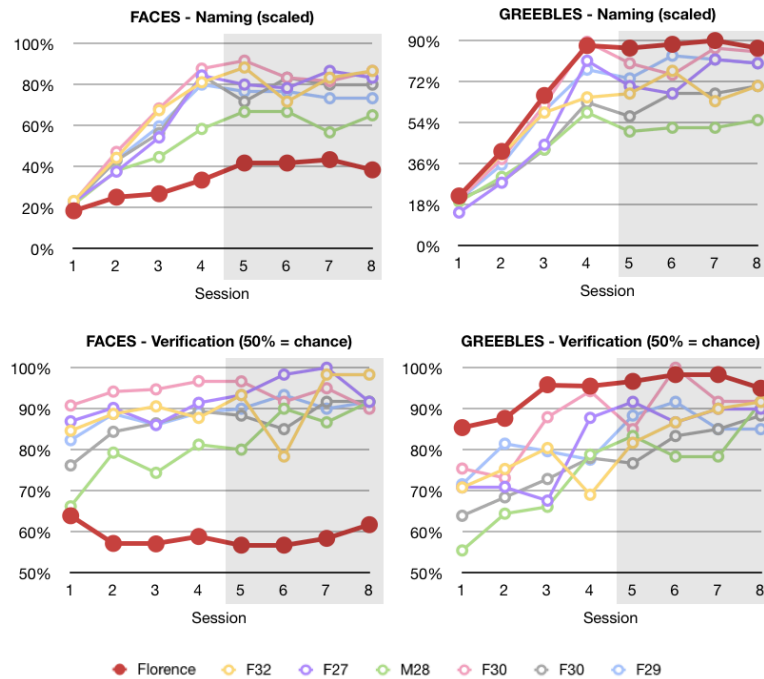 FACES - Naming (scaled)
100%
80%
60%
40%
20%
0%
1 2 3 4 5 6 7 8
Session
GREEBLES - Naming (scaled)
90%
72%
54%
36%
18%
0%
1 2 3 4 5 6 7 8
Session
FACES - Verification (50% = chance)
100%
90%
80%
70%
60%
50%
1 2 3 4 5 6 7 8
Session
GREEBLES - Verification (50% = chance)
100%
90%
80%
70%
60%
50%
1 2 3 4 5 6 7 8
Session
Florence F32 F27 M28 F30 F30 F29